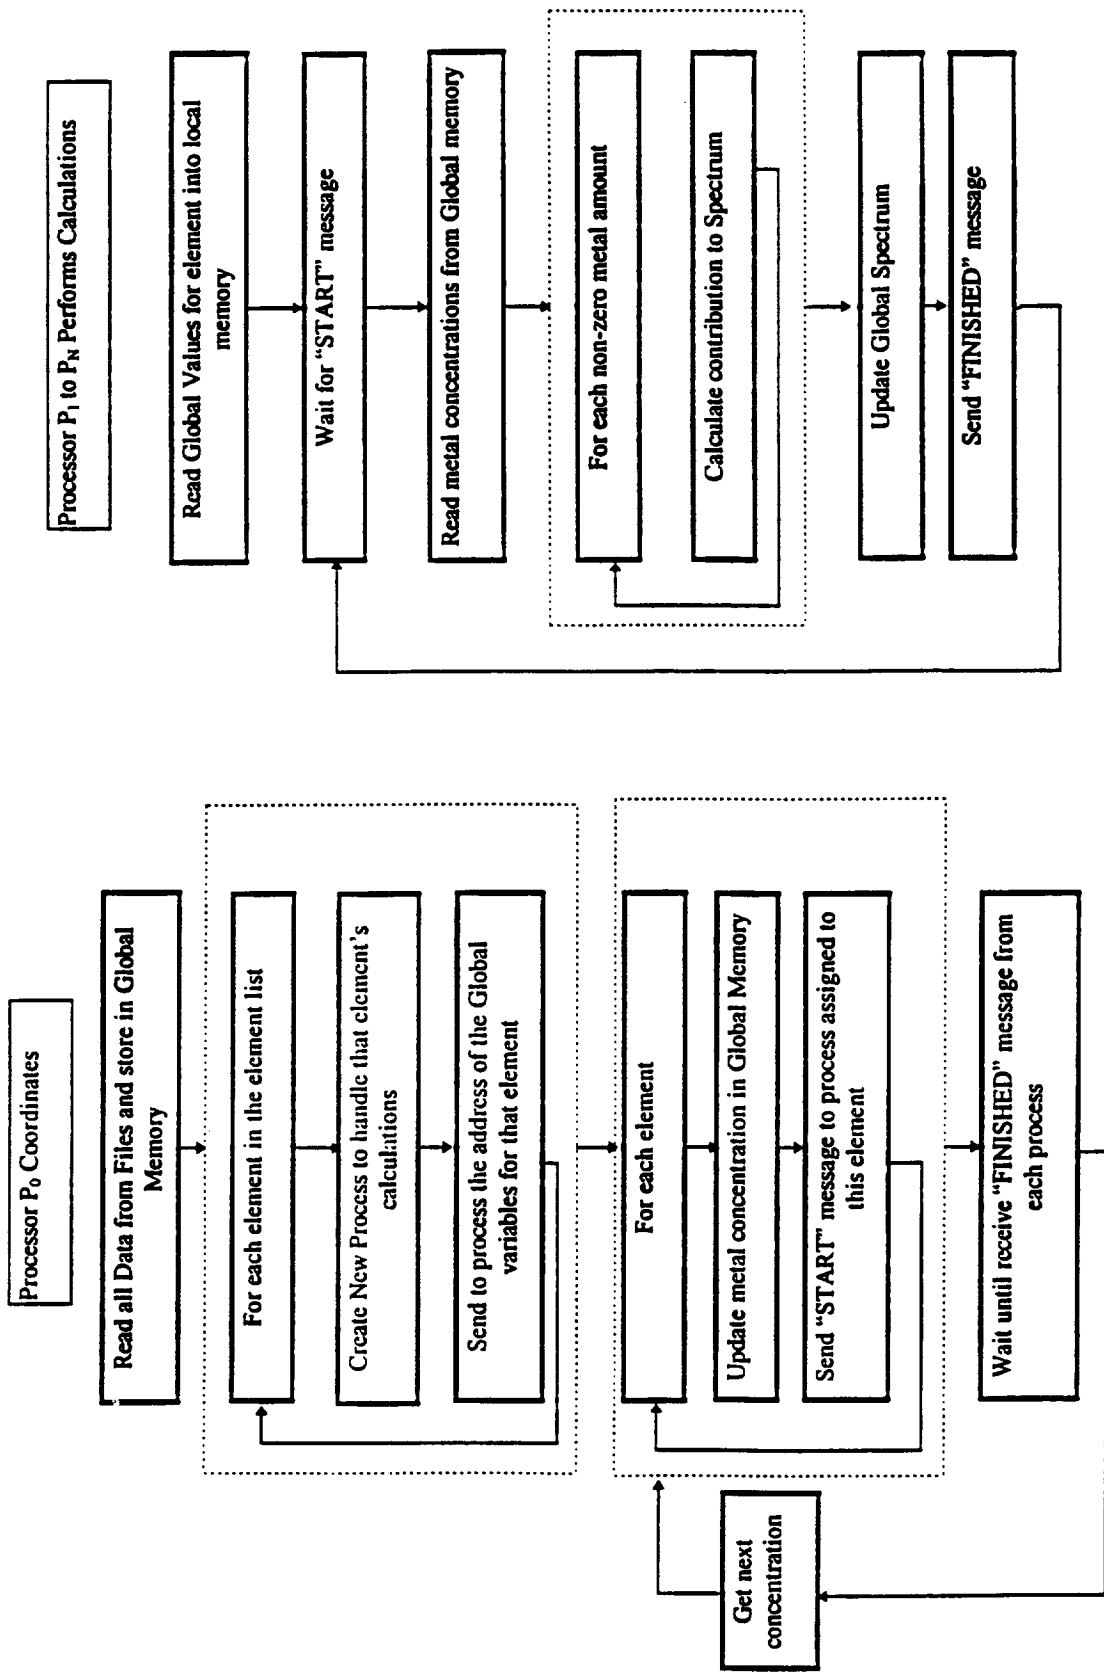 Processor P0 Coordinates
Read all Data from Files and store in Global
Memory
For each element in the element list
Create New Process to handle that element's
calculations
Send to process the address of the Global
variables for that element
For each element
Update metal concentration in Global Memory
Send "START" message to process assigned to
this element
Wait until receive "FINISHED" message from
each process
Get next
concentration
Processor P1 to PN Performs Calculations
Read Global Values for element into local
memory
Wait for "START" message
Read metal concentrations from Global memory
For each non-zero metal amount
Calculate contribution to Spectrum
Update Global Spectrum
Send "FINISHED" message